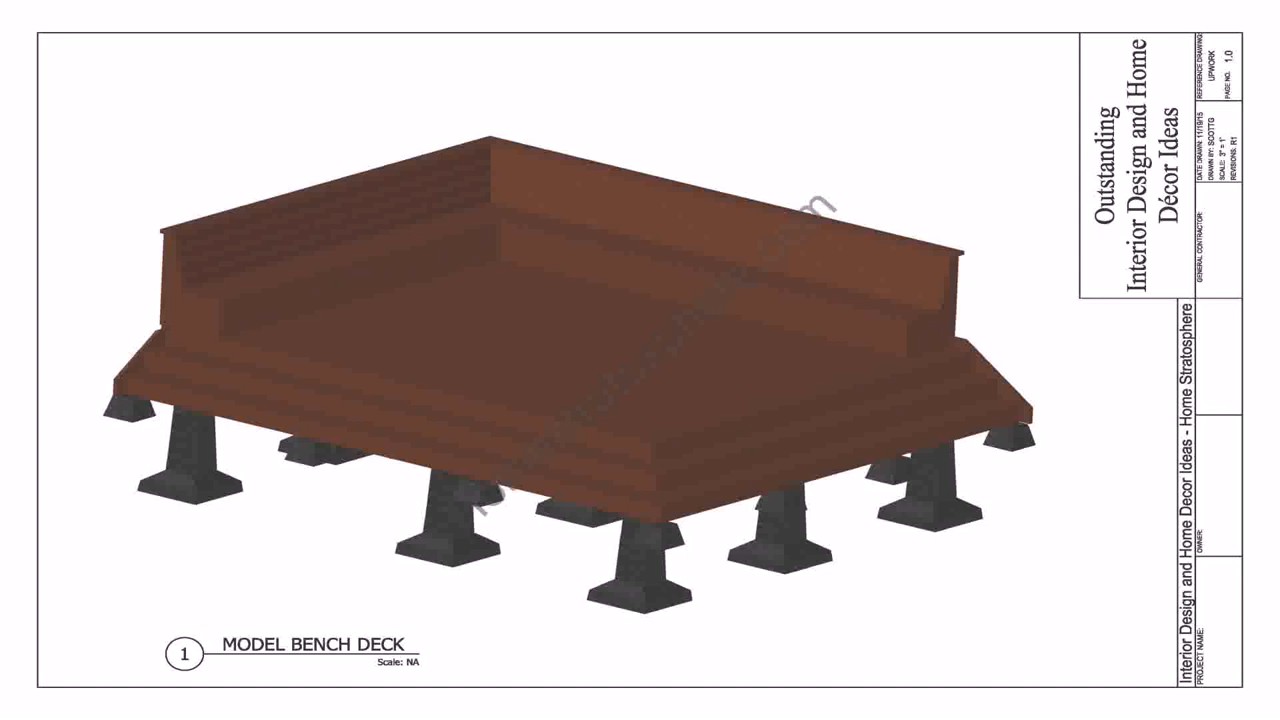 Outstanding
Interior Design and Home
Décor Ideas
REFERENCE DRAWING:
UPWORK
PAGE NO. 1.0
DATE DRAWN: 11/19/15
DRAWN BY: SCOTTG
SCALE: 3" = 1'
REVISIONS: R1
GENERAL CONTRACTOR:
Interior Design and Home Decor Ideas - Home Stratosphere
OWNER:
PROJECT NAME:
1
MODEL BENCH DECK
Scale: NA